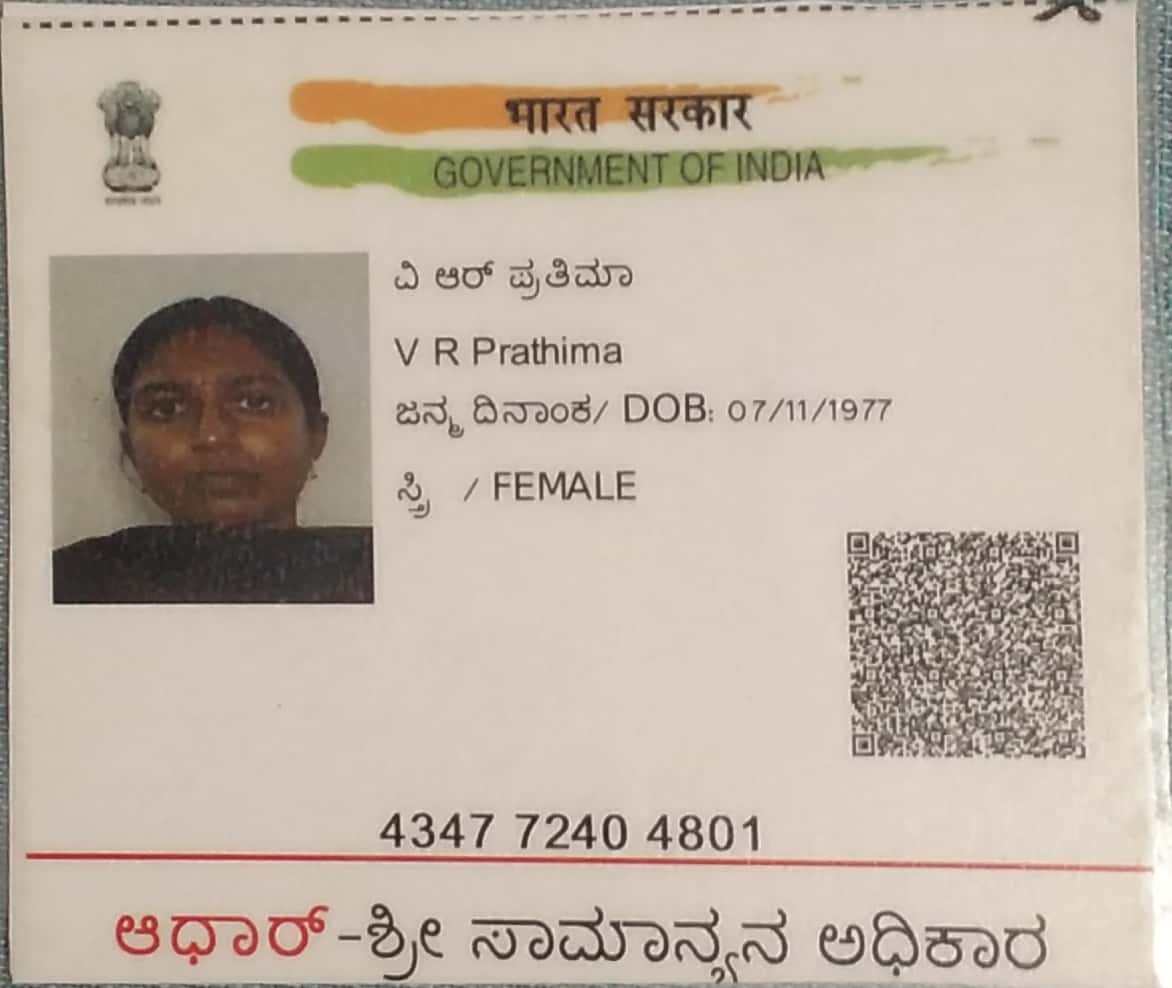 भारत सरकार
GOVERNMENT OF INDIA
ವಿ ಆರ್ ಪ್ರತಿಮಾ
V R Prathima
ಜನ್ಮ ದಿನಾಂಕ/ DOB: 07/11/1977
ಸ್ತ್ರಿ / FEMALE
4347 7240 4801
ಆಧಾರ್-ಶ್ರೀ ಸಾಮಾನ್ಯನ ಅಧಿಕಾರ